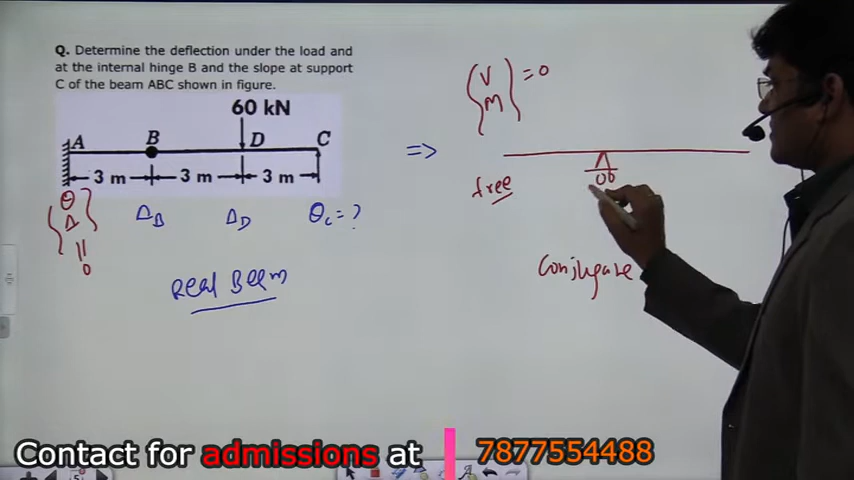 Q. Determine the deflection under the load and
at the internal hinge B and the slope at support
C of the beam ABC shown in figure.
60 kN
A B D C
3 m 3 m 3 m
θ Δ = 0
Δ_B Δ_D θ_C = ?
Real Beam
⇒
V M = 0
free
Conjugate
Contact for admissions at 7877554488